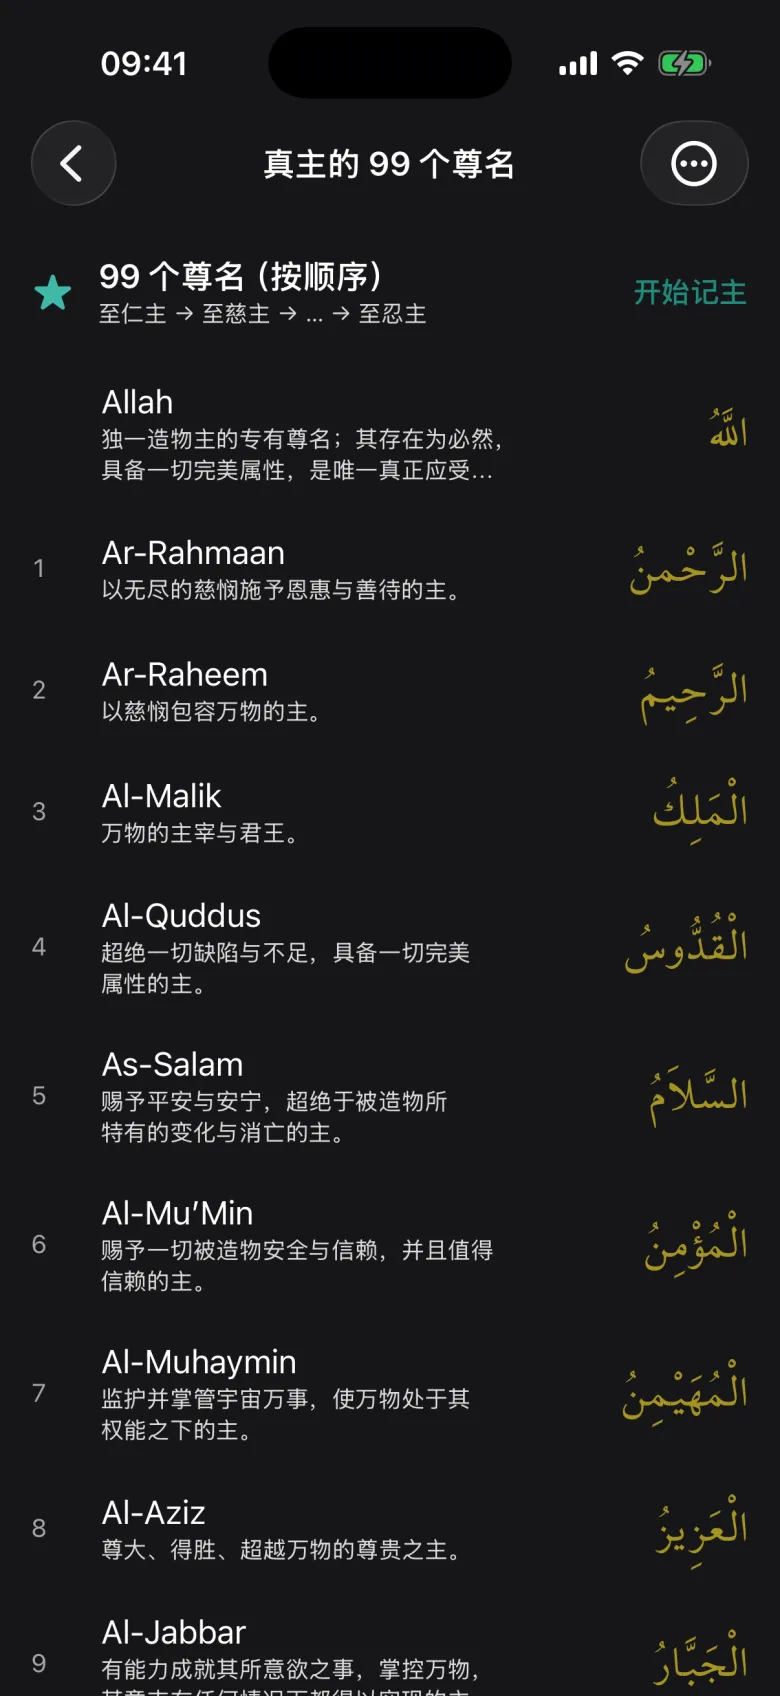 09:41
真主的 99 个尊名
99 个尊名（按顺序）
至仁主 → 至慈主 → ... → 至忍主
开始记主
Allah
独一造物主的专有尊名；其存在为必然，
具备一切完美属性，是唯一真正应受...
اللَّهُ
1
Ar-Rahmaan
以无尽的慈悯施予恩惠与善待的主。
الرَّحْمنُ
2
Ar-Raheem
以慈悯包容万物的主。
الرَّحِيمُ
3
Al-Malik
万物的主宰与君王。
الْمَلِكُ
4
Al-Quddus
超绝一切缺陷与不足，具备一切完美
属性的主。
الْقُدُّوسُ
5
As-Salam
赐予平安与安宁，超绝于被造物所
特有的变化与消亡的主。
السَّلاَمُ
6
Al-Mu’Min
赐予一切被造物安全与信赖，并且值得
信赖的主。
الْمُؤْمِنُ
7
Al-Muhaymin
监护并掌管宇宙万事，使万物处于其
权能之下的主。
الْمُهَيْمِنُ
8
Al-Aziz
尊大、得胜、超越万物的尊贵之主。
الْعَزِيزُ
9
Al-Jabbar
有能力成就其所意欲之事，掌控万物，
الْجَبَّارُ